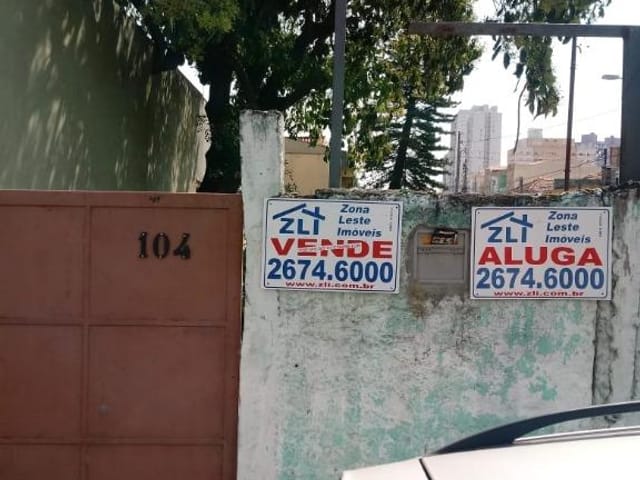 104
ZLI Zona Leste Imóveis
VENDE
2674.6000
www.zli.com.br
ZLI Zona Leste Imóveis
ALUGA
2674.6000
www.zli.com.br